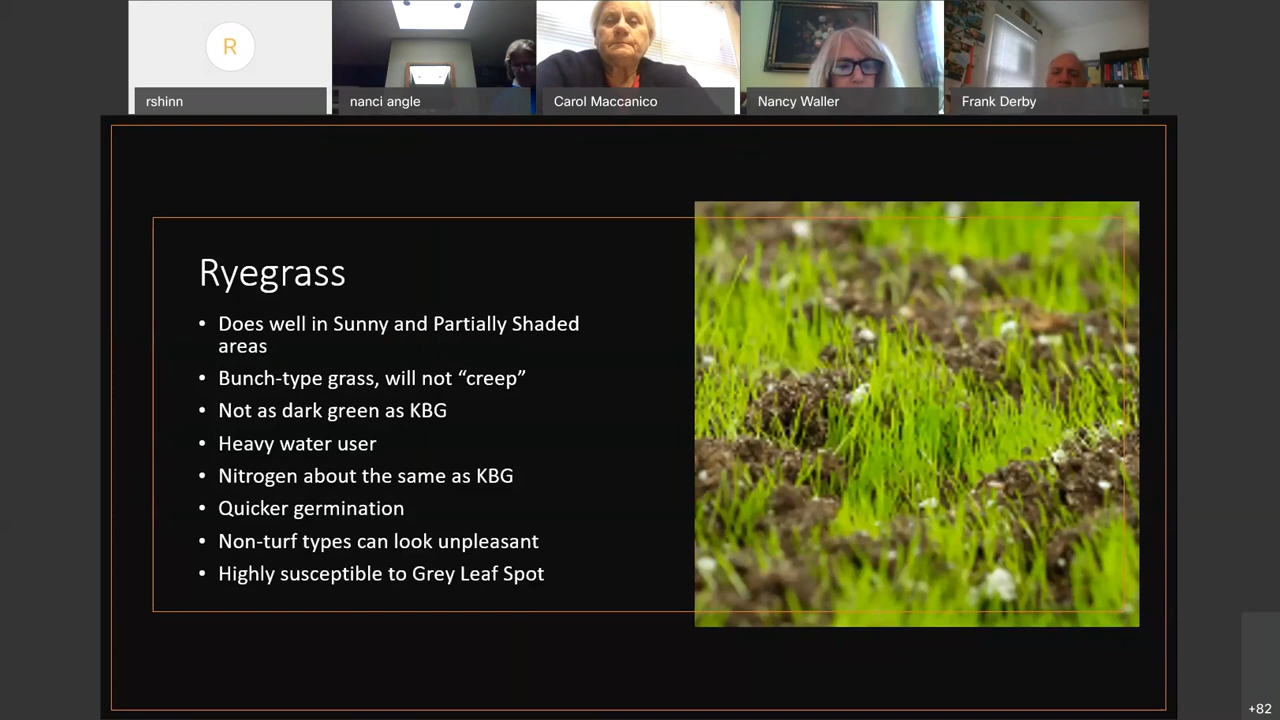 R
rshinn
nanci angle
Carol Maccanico
Nancy Waller
Frank Derby
Ryegrass
• Does well in Sunny and Partially Shaded
areas
• Bunch-type grass, will not “creep”
• Not as dark green as KBG
• Heavy water user
• Nitrogen about the same as KBG
• Quicker germination
• Non-turf types can look unpleasant
• Highly susceptible to Grey Leaf Spot
+82